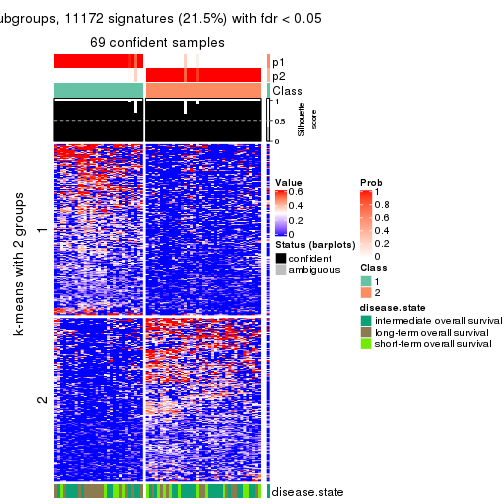 ubgroups, 11172 signatures (21.5%) with fdr < 0.05
69 confident samples
p1
p2
Class
1
0.5
0
Silhouette
score
k-means with 2 groups
1
2
disease.state
Value
0.6
0.4
0.2
0
Status (barplots)
confident
ambiguous
Prob
1
0.8
0.6
0.4
0.2
0
Class
1
2
disease.state
intermediate overall survival
long-term overall survival
short-term overall survival